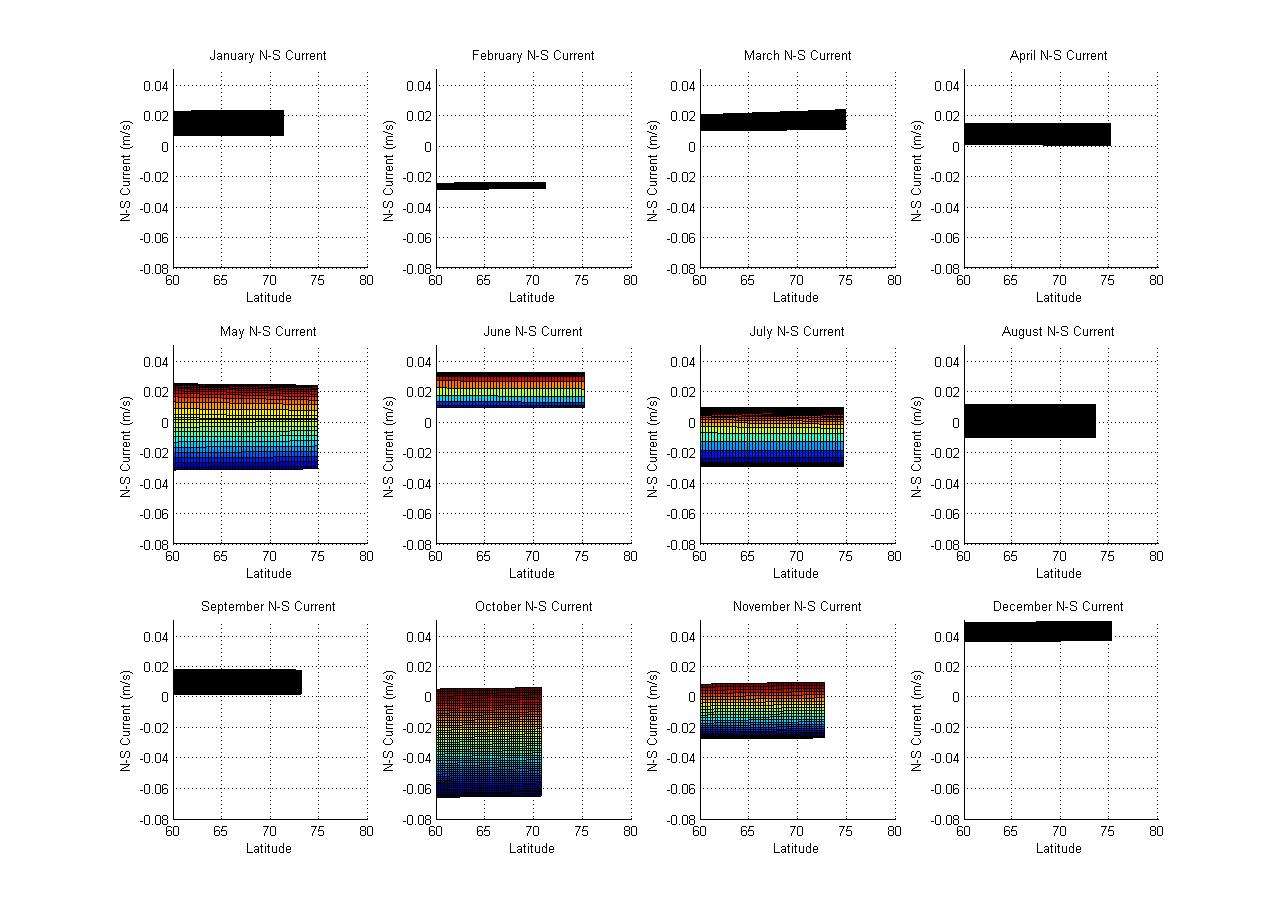 January N-S Current
February N-S Current
March N-S Current
April N-S Current
0.04
0.02
0
-0.02
-0.04
-0.06
-0.08
N-S Current (m/s)
60 65 70 75 80
Latitude
0.04
0.02
0
-0.02
-0.04
-0.06
-0.08
N-S Current (m/s)
60 65 70 75 80
Latitude
0.04
0.02
0
-0.02
-0.04
-0.06
-0.08
N-S Current (m/s)
60 65 70 75 80
Latitude
0.04
0.02
0
-0.02
-0.04
-0.06
-0.08
N-S Current (m/s)
60 65 70 75 80
Latitude
May N-S Current
June N-S Current
July N-S Current
August N-S Current
0.04
0.02
0
-0.02
-0.04
-0.06
-0.08
N-S Current (m/s)
60 65 70 75 80
Latitude
0.04
0.02
0
-0.02
-0.04
-0.06
-0.08
N-S Current (m/s)
60 65 70 75 80
Latitude
0.04
0.02
0
-0.02
-0.04
-0.06
-0.08
N-S Current (m/s)
60 65 70 75 80
Latitude
0.04
0.02
0
-0.02
-0.04
-0.06
-0.08
N-S Current (m/s)
60 65 70 75 80
Latitude
September N-S Current
October N-S Current
November N-S Current
December N-S Current
0.04
0.02
0
-0.02
-0.04
-0.06
-0.08
N-S Current (m/s)
60 65 70 75 80
Latitude
0.04
0.02
0
-0.02
-0.04
-0.06
-0.08
N-S Current (m/s)
60 65 70 75 80
Latitude
0.04
0.02
0
-0.02
-0.04
-0.06
-0.08
N-S Current (m/s)
60 65 70 75 80
Latitude
0.04
0.02
0
-0.02
-0.04
-0.06
-0.08
N-S Current (m/s)
60 65 70 75 80
Latitude